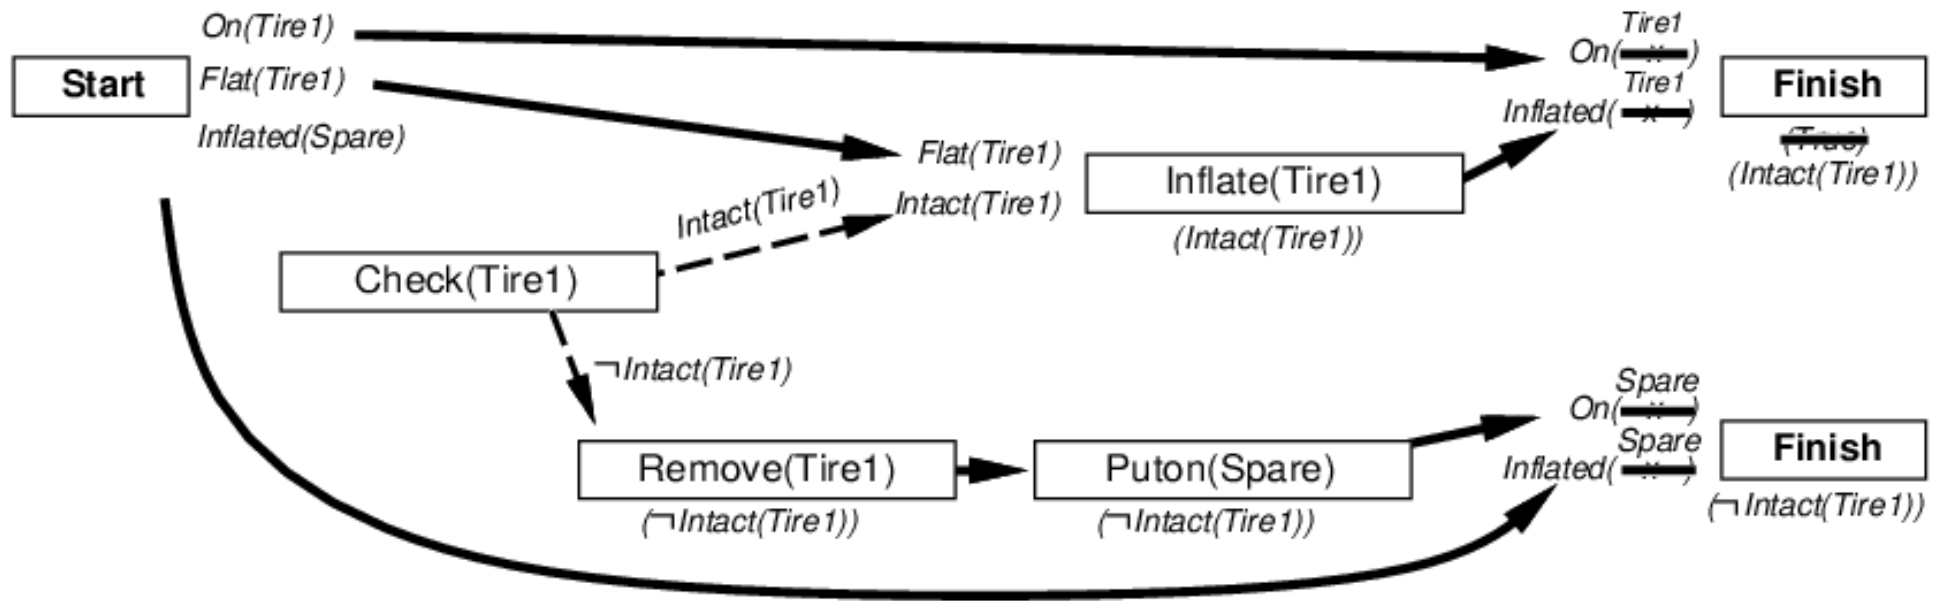 On(Tire1)
Start
Flat(Tire1)
Inflated(Spare)
Tire1
On( x )
Tire1
Inflated( x )
Finish
(True)
(Intact(Tire1))
Flat(Tire1)
Intact(Tire1)
Inflate(Tire1)
(Intact(Tire1))
Intact(Tire1)
Check(Tire1)
¬Intact(Tire1)
Remove(Tire1)
(¬Intact(Tire1))
Puton(Spare)
(¬Intact(Tire1))
Spare
On( x )
Spare
Inflated( x )
Finish
(¬Intact(Tire1))